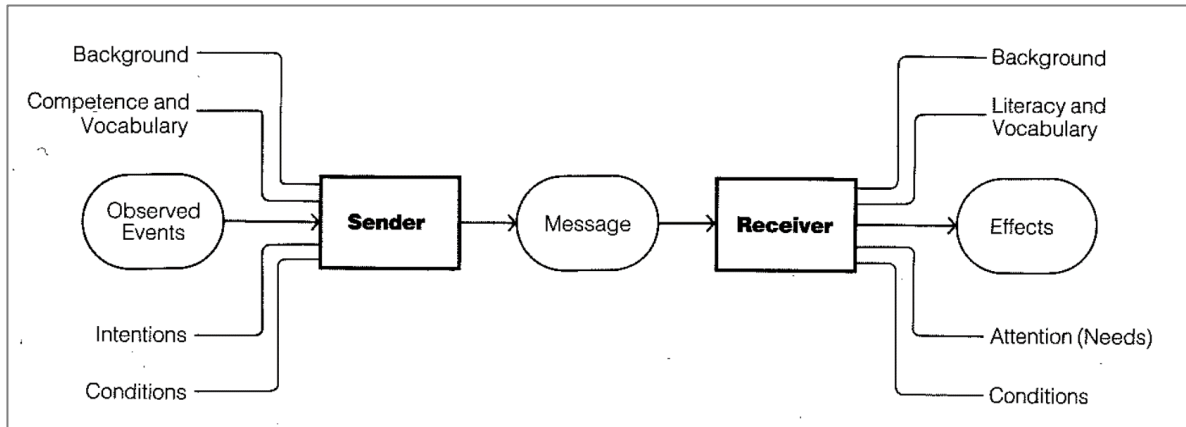 Background
Competence and
Vocabulary
Observed
Events
Intentions
Conditions
Sender
Message
Receiver
Background
Literacy and
Vocabulary
Effects
Attention (Needs)
Conditions